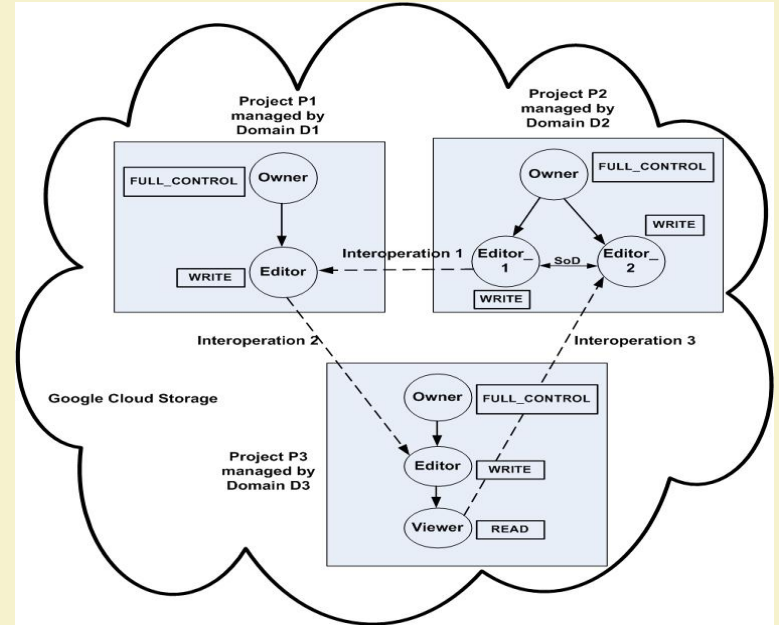 Project P1
managed by
Domain D1
FULL_CONTROL
Owner
WRITE
Editor
Project P2
managed by
Domain D2
Owner
FULL_CONTROL
WRITE
Editor_
1
SoD
Editor_
2
WRITE
Interoperation 1
Interoperation 2
Interoperation 3
Google Cloud Storage
Project P3
managed by
Domain D3
Owner
FULL_CONTROL
Editor
WRITE
Viewer
READ